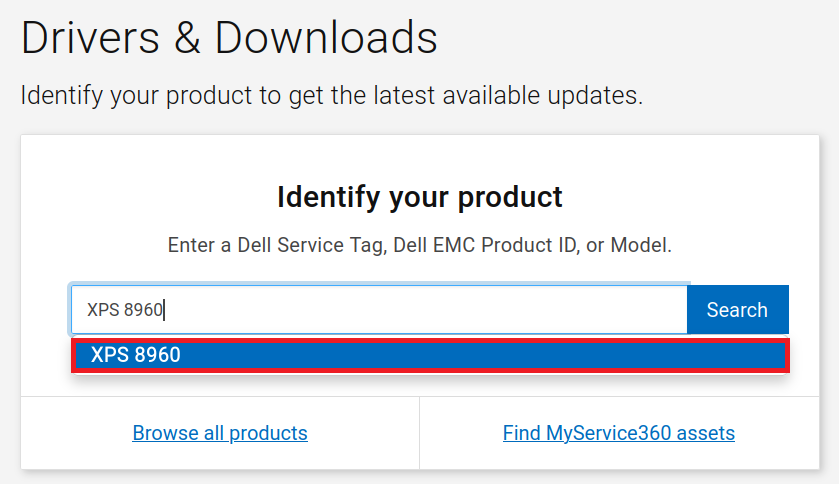 Drivers & Downloads
Identify your product to get the latest available updates.
Identify your product
Enter a Dell Service Tag, Dell EMC Product ID, or Model.
XPS 8960
Search
XPS 8960
Browse all products
Find MyService360 assets